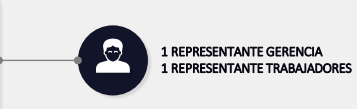 1 REPRESENTANTE GERENCIA
1 REPRESENTANTE TRABAJADORES